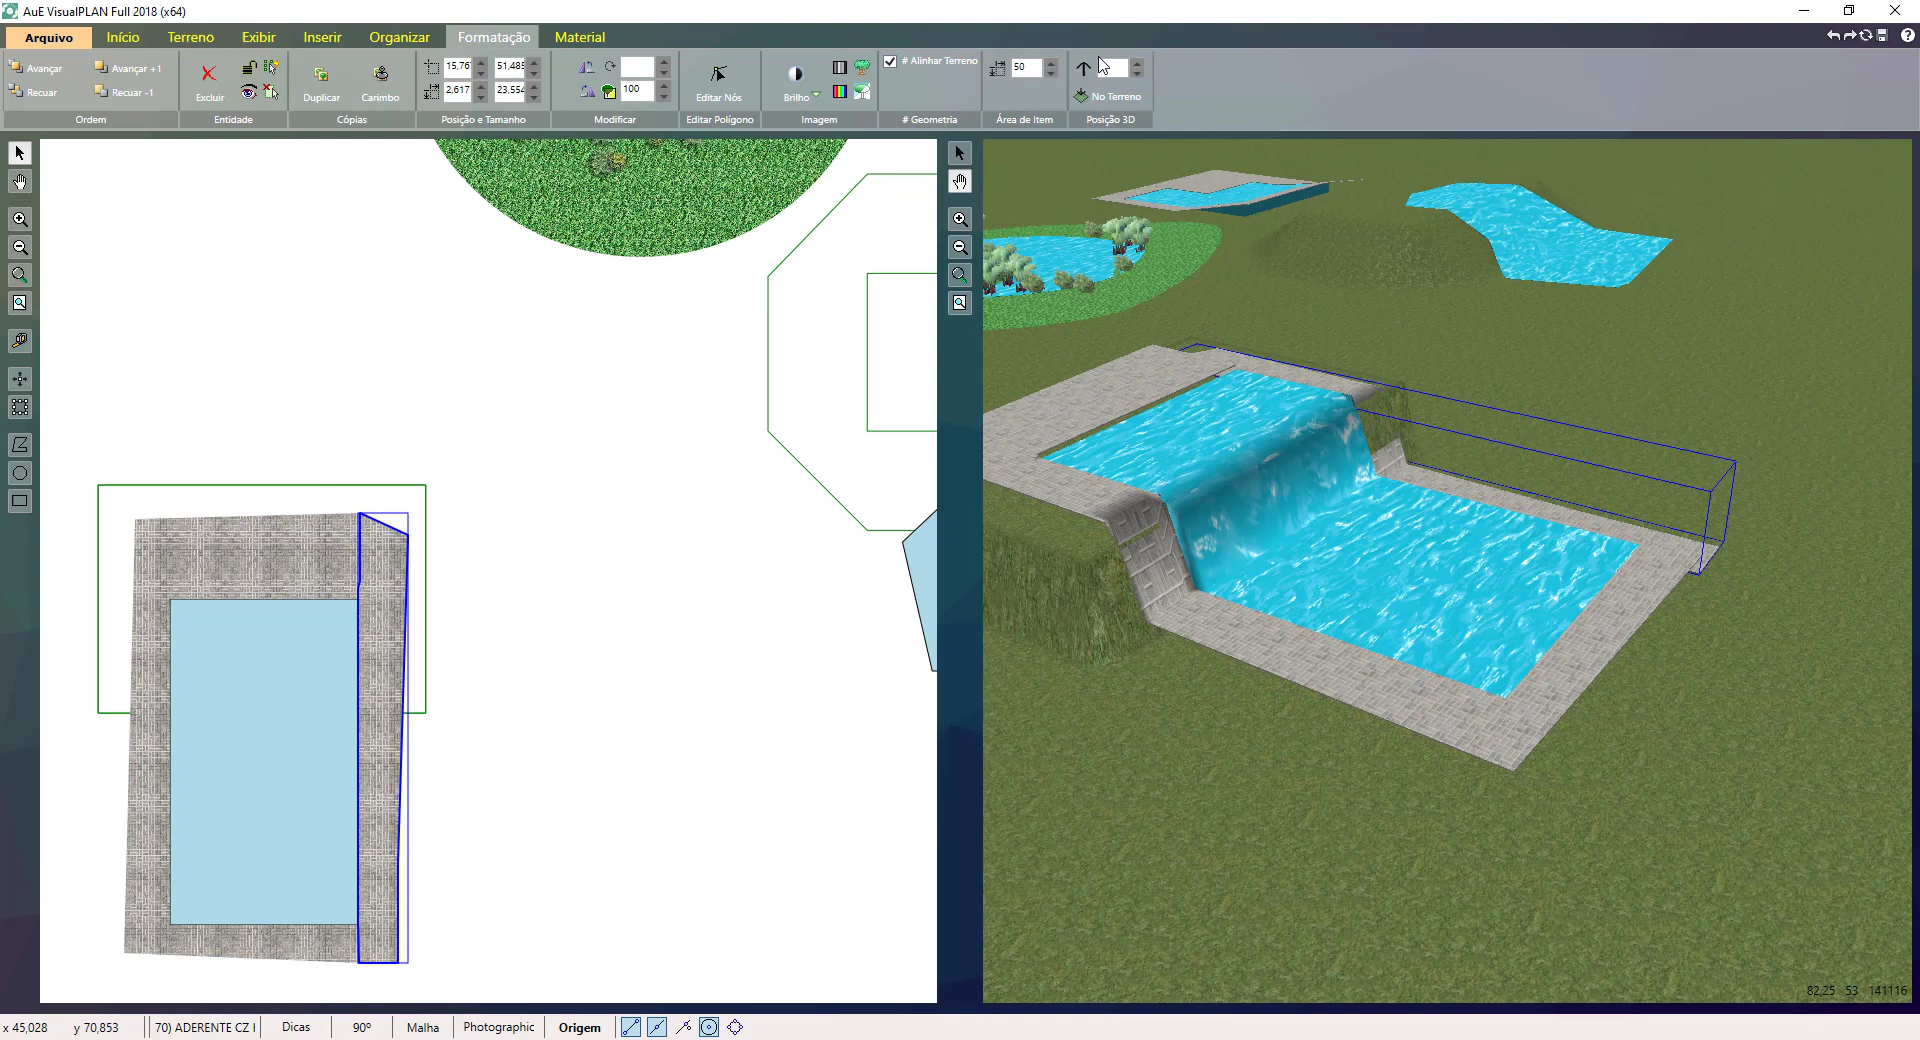 AuE VisualPLAN Full 2018 (x64)
Arquivo Início Terreno Exibir Inserir Organizar Formatação Material
Avançar Avançar +1
Recuar Recuar -1
Ordem
Excluir
Entidade
Duplicar Carimbo
Cópias
15,76 51,485
2,617 23,554
Posição e Tamanho
100
Modificar
Editar Nós
Editar Polígono
Brilho
Imagem
# Alinhar Terreno
# Geometria
50
Área de Item
No Terreno
Posição 3D
82,25 53 141116
x 45,028 y 70,853 70) ADERENTE CZ Dicas 90º Malha Photographic Origem